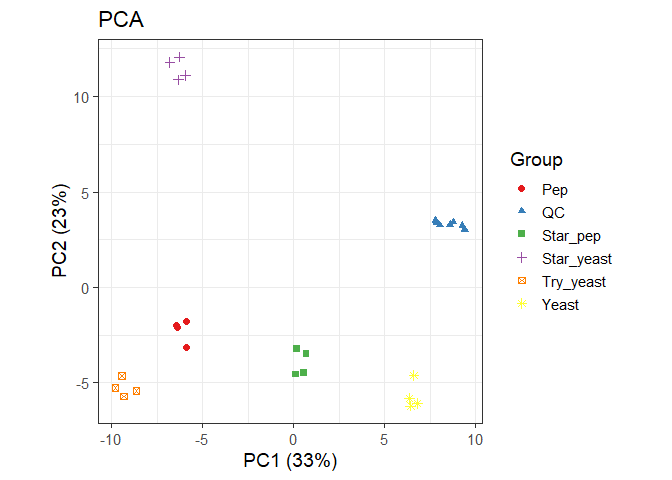 PCA
PC2 (23%)
10
5
0
-5
-10
-5
0
5
10
PC1 (33%)
Group
Pep
QC
Star_pep
Star_yeast
Try_yeast
Yeast